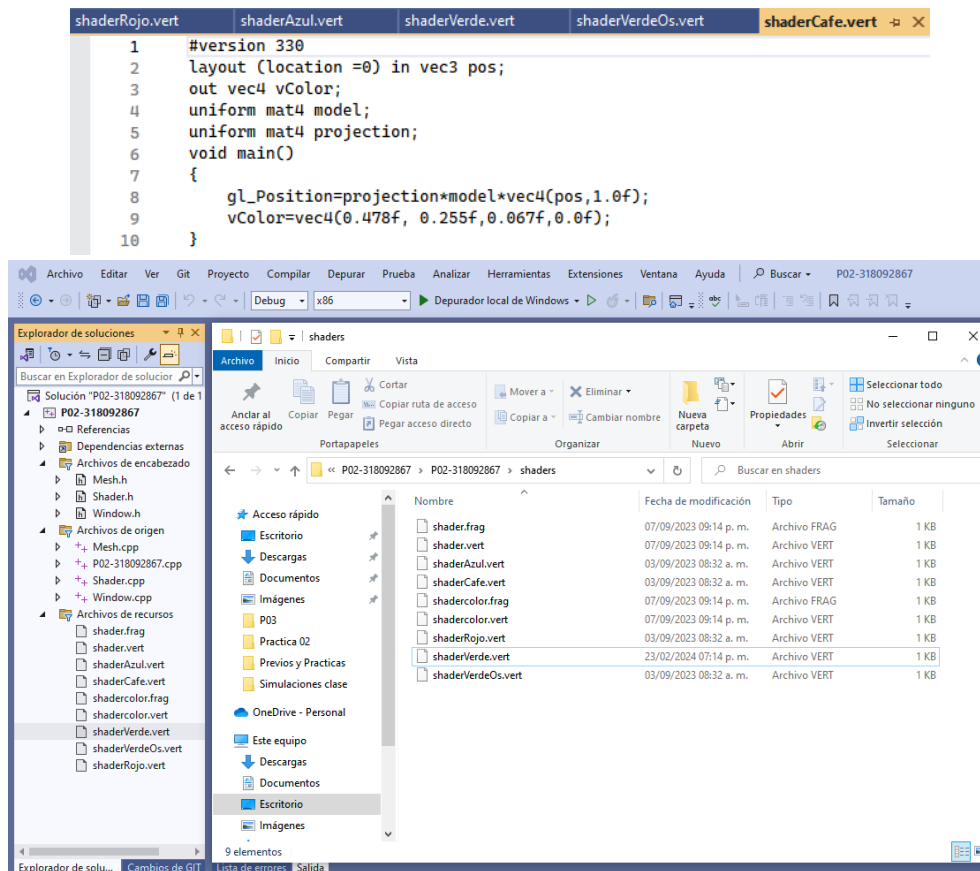 shaderRojo.vert shaderAzul.vert shaderVerde.vert shaderVerdeOs.vert shaderCafe.vert
1 #version 330
2 layout (location =0) in vec3 pos;
3 out vec4 vColor;
4 uniform mat4 model;
5 uniform mat4 projection;
6 void main()
7 {
8 gl_Position=projection*model*vec4(pos,1.0f);
9 vColor=vec4(0.478f, 0.255f,0.067f,0.0f);
10 }
Archivo Editar Ver Git Proyecto Compilar Depurar Prueba Analizar Herramientas Extensiones Ventana Ayuda Buscar P02-318092867
Debug x86 Depurador local de Windows
Explorador de soluciones
Buscar en Explorador de solucior
Solución "P02-318092867" (1 de 1
P02-318092867
Referencias
Dependencias externas
Archivos de encabezado
Mesh.h
Shader.h
Window.h
Archivos de origen
Mesh.cpp
P02-318092867.cpp
Shader.cpp
Window.cpp
Archivos de recursos
shader.frag
shader.vert
shaderAzul.vert
shaderCafe.vert
shadercolor.frag
shadercolor.vert
shaderVerde.vert
shaderVerdeOs.vert
shaderRojo.vert
Explorador de solu... Cambios de GIT Lista de errores Salida
shaders
Archivo Inicio Compartir Vista
Anclar al
acceso rápido
Copiar Pegar
Cortar
Copiar ruta de acceso
Pegar acceso directo
Portapapeles
Mover a Eliminar
Copiar a Cambiar nombre
Organizar
Nueva
carpeta
Nuevo
Propiedades
Abrir
Seleccionar todo
No seleccionar ninguno
Invertir selección
Seleccionar
« P02-318092867 › P02-318092867 › shaders Buscar en shaders
Acceso rápido
Escritorio
Descargas
Documentos
Imágenes
P03
Practica 02
Previos y Practicas
Simulaciones clase
OneDrive - Personal
Este equipo
Descargas
Documentos
Escritorio
Imágenes
Nombre Fecha de modificación Tipo Tamaño
shader.frag 07/09/2023 09:14 p. m. Archivo FRAG 1 KB
shader.vert 07/09/2023 09:14 p. m. Archivo VERT 1 KB
shaderAzul.vert 03/09/2023 08:32 a. m. Archivo VERT 1 KB
shaderCafe.vert 03/09/2023 08:32 a. m. Archivo VERT 1 KB
shadercolor.frag 07/09/2023 09:14 p. m. Archivo FRAG 1 KB
shadercolor.vert 07/09/2023 09:14 p. m. Archivo VERT 1 KB
shaderRojo.vert 03/09/2023 08:32 a. m. Archivo VERT 1 KB
shaderVerde.vert 23/02/2024 07:14 p. m. Archivo VERT 1 KB
shaderVerdeOs.vert 03/09/2023 08:32 a. m. Archivo VERT 1 KB
9 elementos